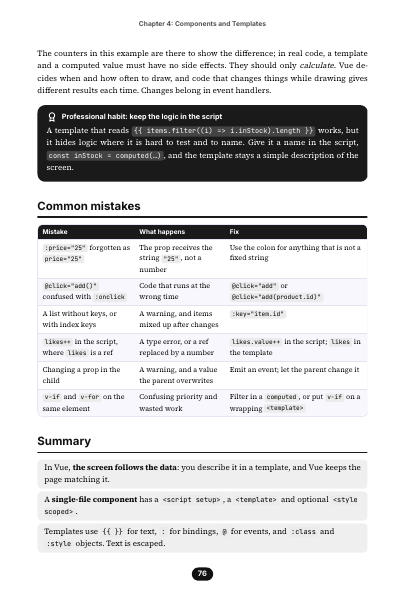 Chapter 4: Components and Templates
The counters in this example are there to show the difference; in real code, a template
and a computed value must have no side effects. They should only calculate. Vue de-
cides when and how often to draw, and code that changes things while drawing gives
different results each time. Changes belong in event handlers.
Professional habit: keep the logic in the script
A template that reads {{ items.filter((i) => i.inStock).length }} works, but
it hides logic where it is hard to test and to name. Give it a name in the script,
const inStock = computed(…), and the template stays a simple description of the
screen.
Common mistakes
Mistake What happens Fix
:price="25" forgotten as
price="25"
The prop receives the
string "25", not a
number
Use the colon for anything that is not a
fixed string
@click="add()"
confused with :onclick
Code that runs at the
wrong time
@click="add" or
@click="add(product.id)"
A list without keys, or
with index keys
A warning, and items
mixed up after changes
:key="item.id"
likes++ in the script,
where likes is a ref
A type error, or a ref
replaced by a number
likes.value++ in the script; likes in
the template
Changing a prop in the
child
A warning, and a value
the parent overwrites
Emit an event; let the parent change it
v-if and v-for on the
same element
Confusing priority and
wasted work
Filter in a computed, or put v-if on a
wrapping <template>
Summary
In Vue, the screen follows the data: you describe it in a template, and Vue keeps the
page matching it.
A single-file component has a <script setup>, a <template> and optional <style
scoped>.
Templates use {{ }} for text, : for bindings, @ for events, and :class and
:style objects. Text is escaped.
76